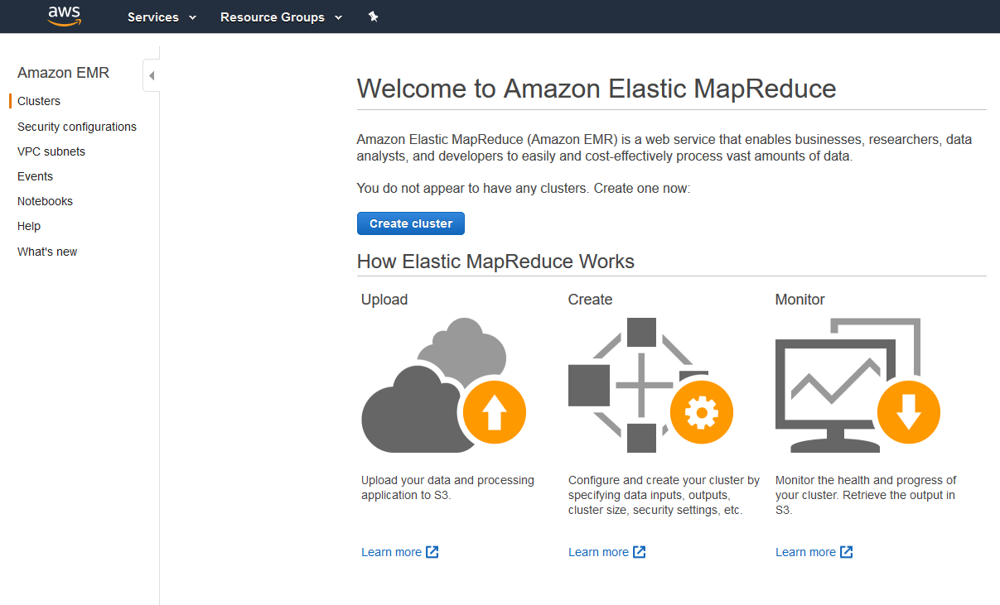 aws
Services
Resource Groups
Amazon EMR
Clusters
Security configurations
VPC subnets
Events
Notebooks
Help
What's new
Welcome to Amazon Elastic MapReduce
Amazon Elastic MapReduce (Amazon EMR) is a web service that enables businesses, researchers, data
analysts, and developers to easily and cost-effectively process vast amounts of data.
You do not appear to have any clusters. Create one now:
Create cluster
How Elastic MapReduce Works
Upload
Upload your data and processing
application to S3.
Learn more
Create
Configure and create your cluster by
specifying data inputs, outputs,
cluster size, security settings, etc.
Learn more
Monitor
Monitor the health and progress of
your cluster. Retrieve the output in
S3.
Learn more